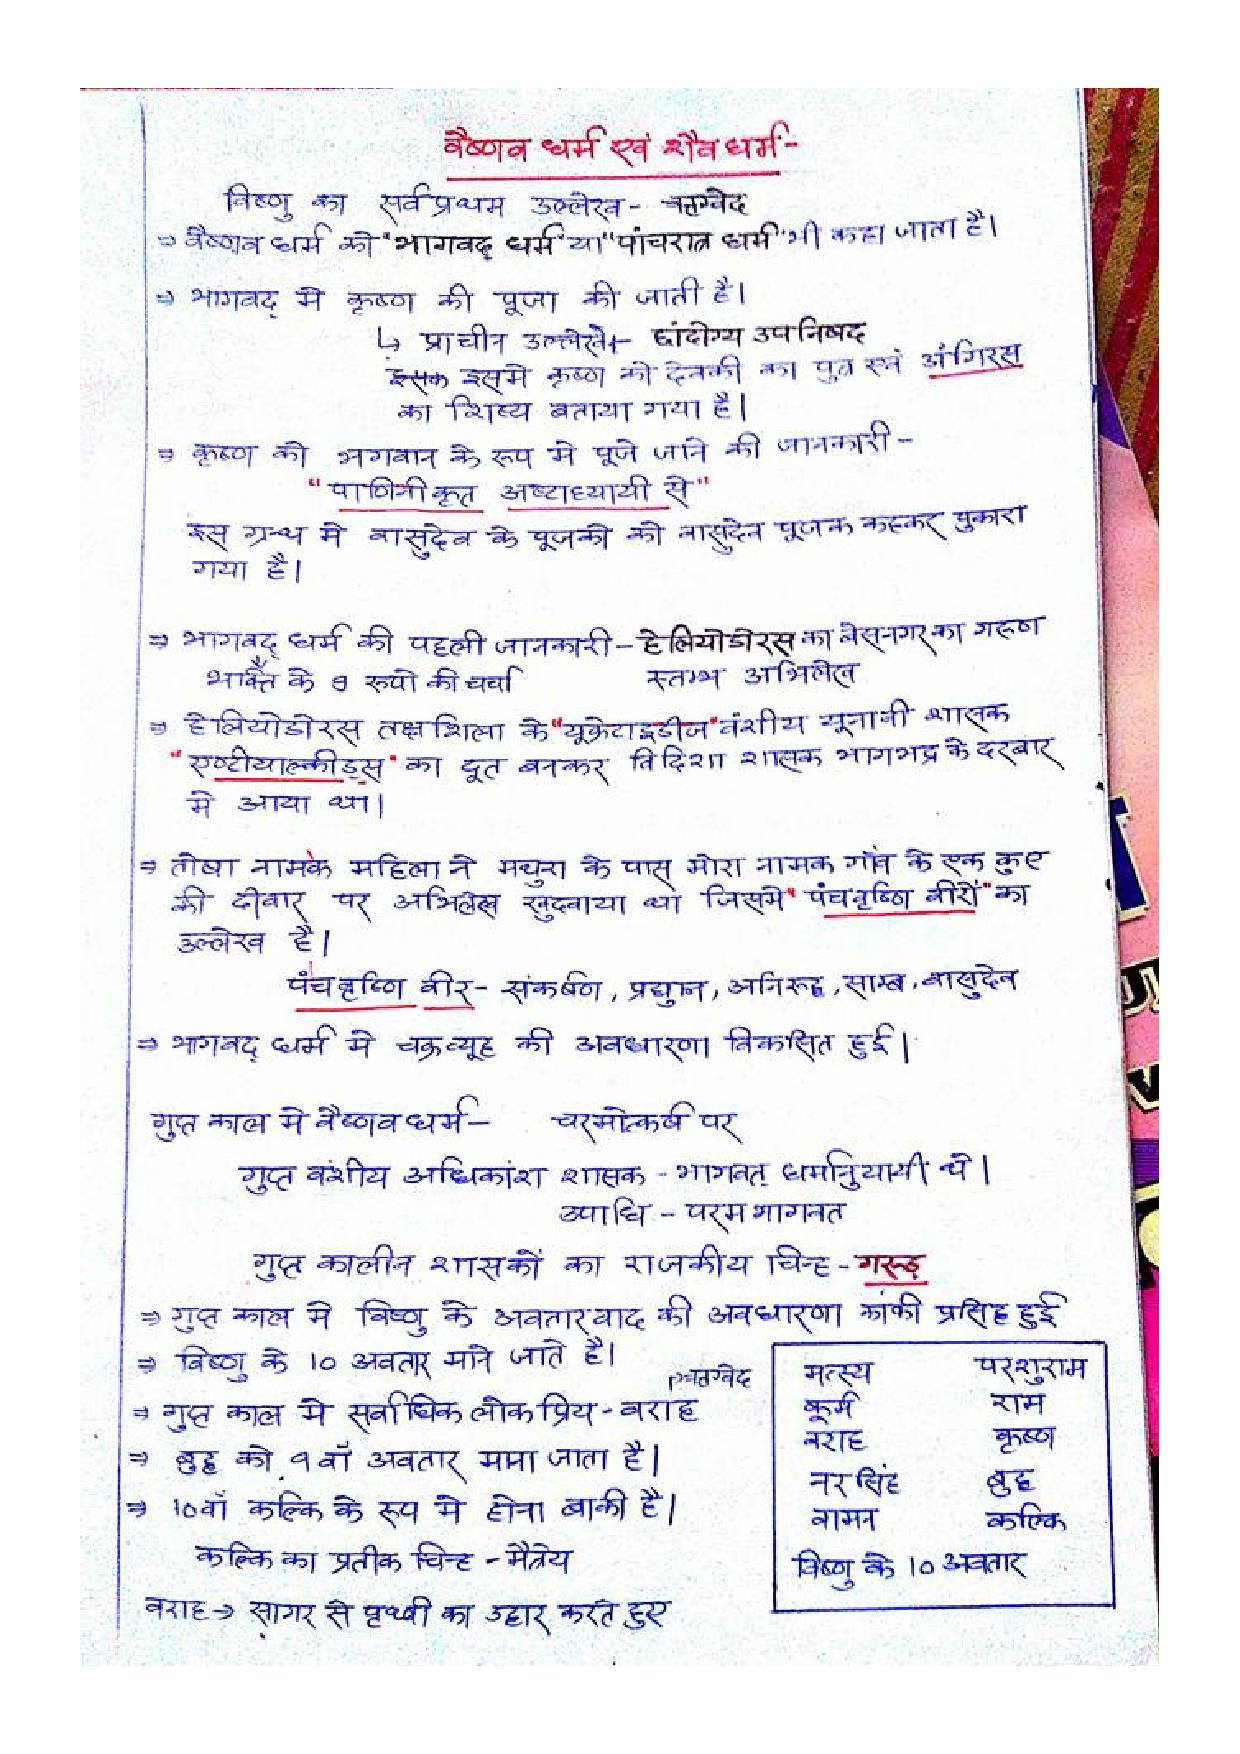 वैष्णव धर्म एवं शैव धर्म -
विष्णु का सर्वप्रथम उल्लेख - ऋग्वेद
⇒ वैष्णव धर्म को "भागवद् धर्म" या "पांचरात्र धर्म" भी कहा जाता है।
⇒ भागवद् मे कृष्ण की पूजा की जाती है।
↳ प्राचीन उल्लेख - छांदोग्य उपनिषद
इसमे कृष्ण को देवकी का पुत्र एवं अंगिरस
का शिष्य बताया गया है।
⇒ कृष्ण को भगवान के रूप मे पूजे जाने की जानकारी -
"पाणिनी कृत अष्टाध्यायी से"
इस ग्रन्थ मे वासुदेव के पूजको को वासुदेव पूजक कहकर पुकारा
गया है।
⇒ भागवद् धर्म की पहली जानकारी - हेलियोडोरस का बेसनगर का गरुण
भक्ति के 9 रूपो की चर्चा स्तम्भ अभिलेख
⇒ हेलियोडोरस तक्षशिला के "यूक्रेटाइडीज" वंशीय यूनानी शासक
"एण्टीयाल्कीड्स" का दूत बनकर विदिशा शासक भागभद्र के दरबार
मे आया था।
⇒ तोषा नामके महिला ने मथुरा के पास मोरा नामक गाँव के एक कुए
की दीवार पर अभिलेख खुदवाया था जिसमे "पंचवृष्णि वीरों" का
उल्लेख है।
पंचवृष्णि वीर - संकर्षण, प्रद्युम्न, अनिरुद्ध, साम्ब, वासुदेव
⇒ भागवद् धर्म मे चक्रव्यूह की अवधारणा विकसित हुई।
गुप्त काल मे वैष्णव धर्म - चरमोत्कर्ष पर
गुप्त वंशीय अधिकांश शासक - भागवत् धर्मानुयायी थे।
उपाधि - परम भागवत
गुप्त कालीन शासकों का राजकीय चिन्ह - गरुड़
⇒ गुप्त काल मे विष्णु के अवतारवाद की अवधारणा काफी प्रसिद्ध हुई
⇒ विष्णु के 10 अवतार माने जाते है।
ऋग्वेद
⇒ गुप्त काल मे सर्वाधिक लोकप्रिय - वराह
⇒ बुद्ध को 9 वाँ अवतार माना जाता है।
⇒ 10वाँ कल्कि के रूप मे होना बाकी है।
कल्कि का प्रतीक चिन्ह - मैत्रेय
वराह → सागर से पृथ्वी का उद्दार करते हुए
मत्स्य परशुराम
कूर्म राम
वराह कृष्ण
नरसिंह बुद्ध
वामन कल्कि
विष्णु के 10 अवतार